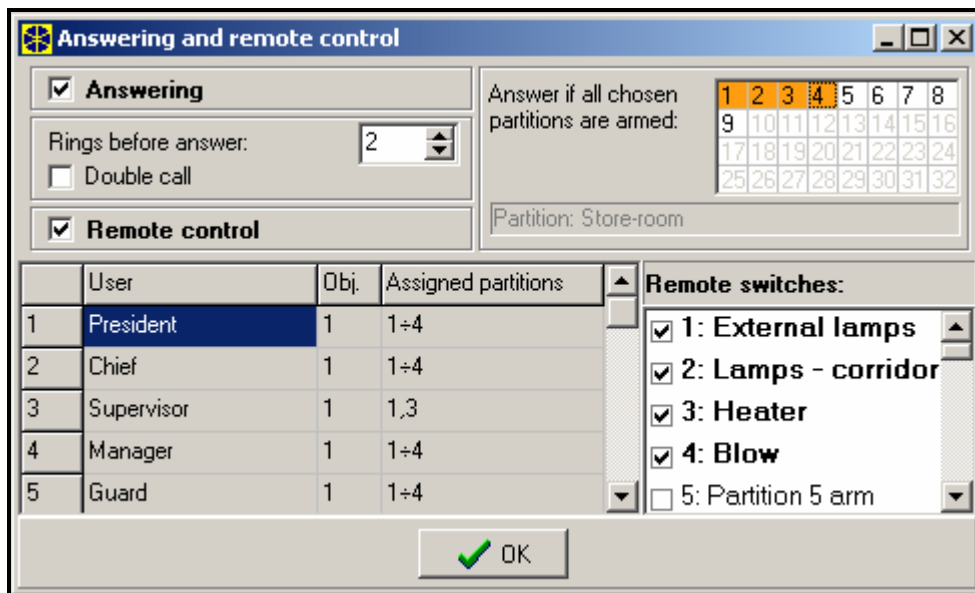 Answering and remote control
Answering
Rings before answer: 2
Double call
Remote control
Answer if all chosen
partitions are armed:
1 2 3 4 5 6 7 8
9 10 11 12 13 14 15 16
17 18 19 20 21 22 23 24
25 26 27 28 29 30 31 32
Partition: Store-room
User Obj. Assigned partitions
1 President 1 1÷4
2 Chief 1 1÷4
3 Supervisor 1 1,3
4 Manager 1 1÷4
5 Guard 1 1÷4
Remote switches:
1: External lamps
2: Lamps - corridor
3: Heater
4: Blow
5: Partition 5 arm
OK